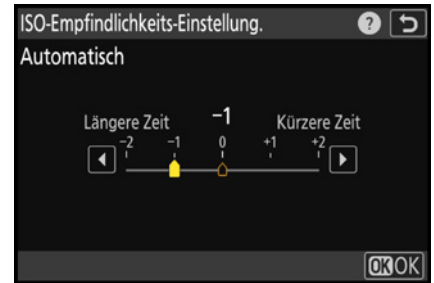 ISO-Empfindlichkeits-Einstellung. ?
Automatisch
Längere Zeit −1 Kürzere Zeit
−2 −1 0 +1 +2
OK OK